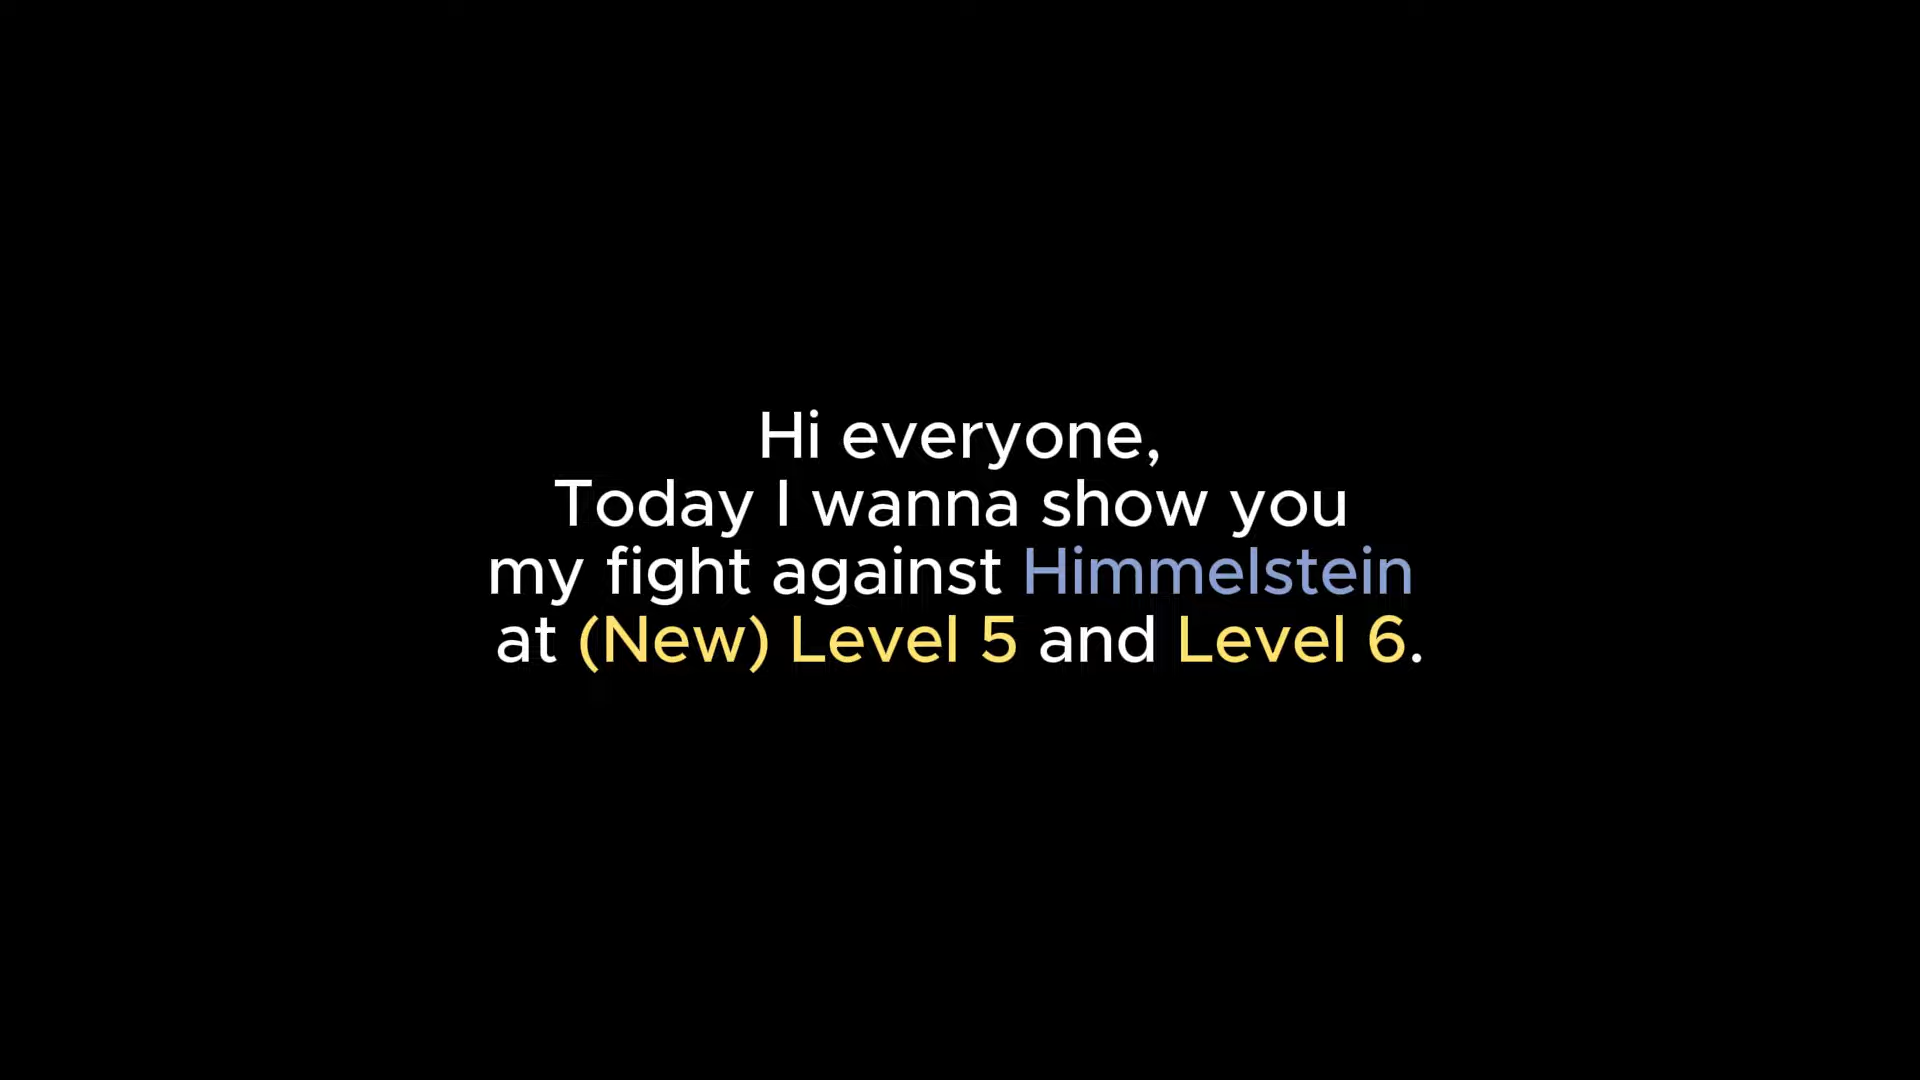 Hi everyone,
Today I wanna show you
my fight against Himmelstein
at (New) Level 5 and Level 6.